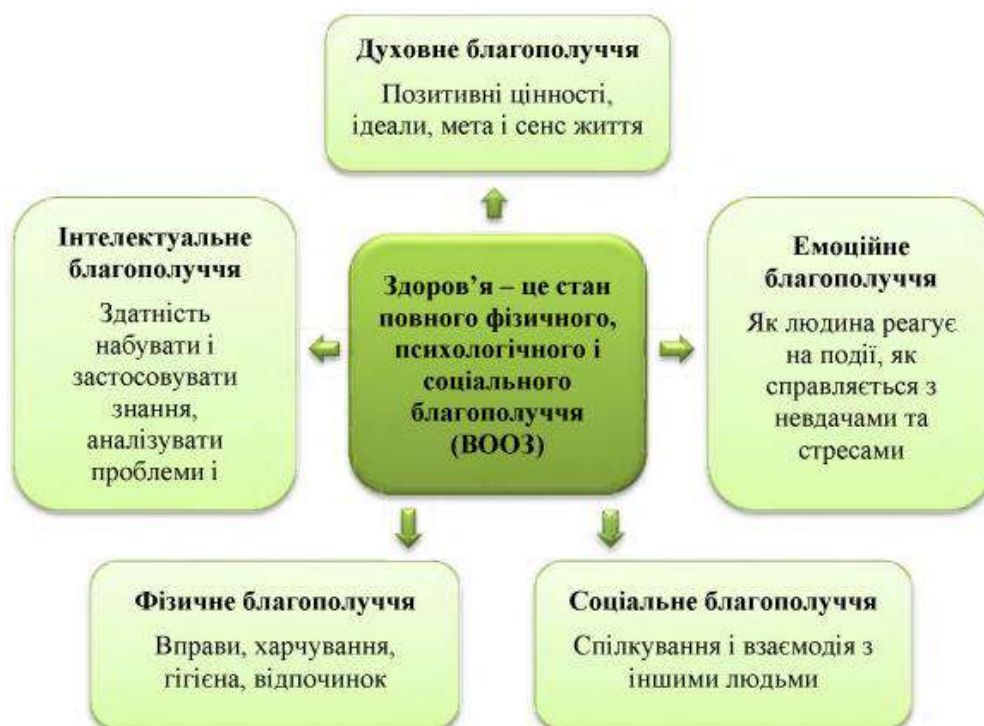 Духовне благополуччя
Позитивні цінності,
ідеали, мета і сенс життя
Інтелектуальне
благополуччя
Здатність
набувати і
застосовувати
знання,
аналізувати
проблеми і
Здоров’я – це стан
повного фізичного,
психологічного і
соціального
благополуччя
(ВООЗ)
Емоційне
благополуччя
Як людина реагує
на події, як
справляється з
невдачами та
стресами
Фізичне благополуччя
Вправи, харчування,
гігієна, відпочинок
Соціальне благополуччя
Спілкування і взаємодія з
іншими людьми